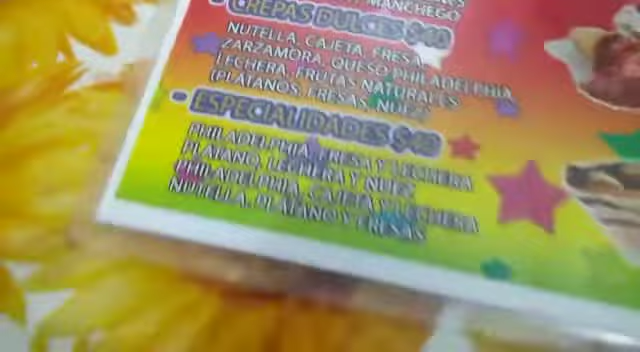 MANCHEGO
- CREPAS DULCES $40
NUTELLA, CAJETA, FRESA,
ZARZAMORA, QUESO PHILADELPHIA,
LECHERA, FRUTAS NATURALES
(PLATANOS, FRESAS, NUEZ)
- ESPECIALIDADES
PHILADELPHIA, FRESA Y LECHERA
PLATANO, LECHERA Y NUEZ
PHILADELPHIA, CAJETA Y LECHERA
NUTELLA, PLATANO Y FRESAS